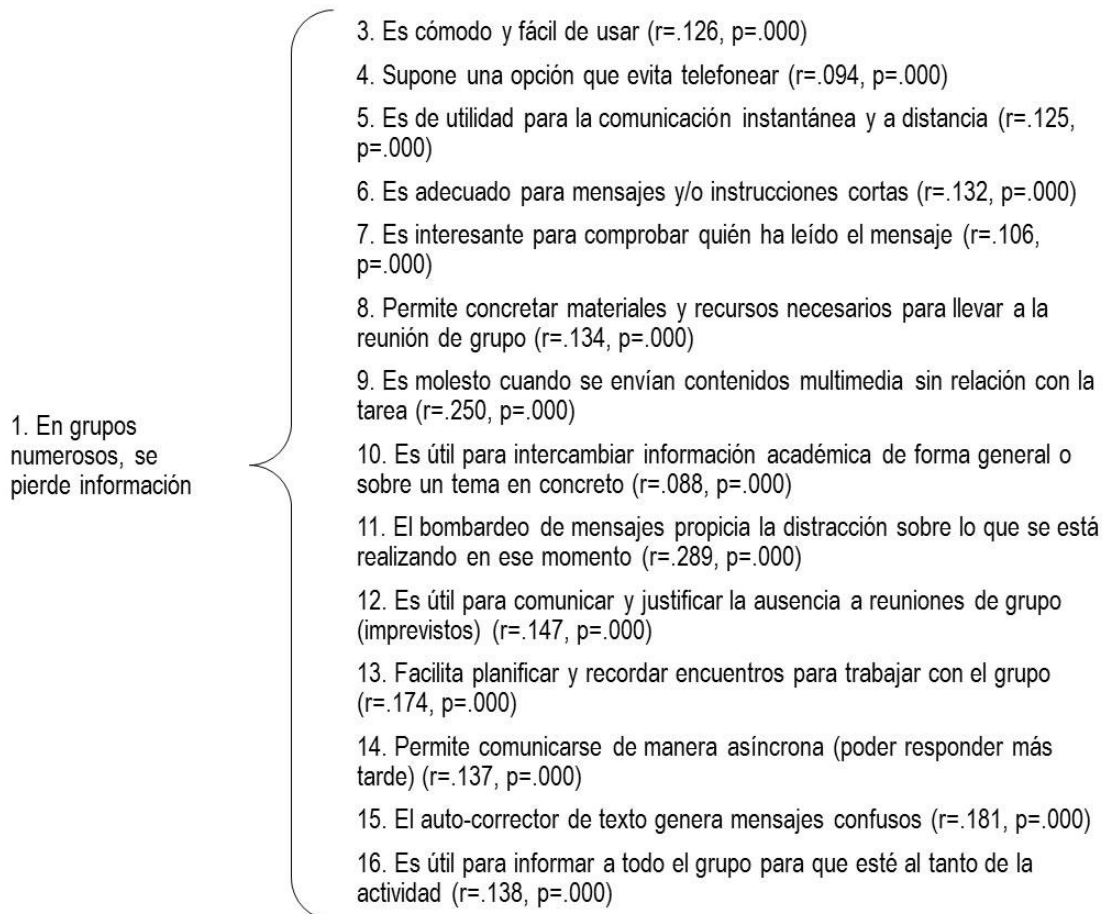 1. En grupos
numerosos, se
pierde información
3. Es cómodo y fácil de usar (r=.126, p=.000)
4. Supone una opción que evita telefonear (r=.094, p=.000)
5. Es de utilidad para la comunicación instantánea y a distancia (r=.125,
p=.000)
6. Es adecuado para mensajes y/o instrucciones cortas (r=.132, p=.000)
7. Es interesante para comprobar quién ha leído el mensaje (r=.106,
p=.000)
8. Permite concretar materiales y recursos necesarios para llevar a la
reunión de grupo (r=.134, p=.000)
9. Es molesto cuando se envían contenidos multimedia sin relación con la
tarea (r=.250, p=.000)
10. Es útil para intercambiar información académica de forma general o
sobre un tema en concreto (r=.088, p=.000)
11. El bombardeo de mensajes propicia la distracción sobre lo que se está
realizando en ese momento (r=.289, p=.000)
12. Es útil para comunicar y justificar la ausencia a reuniones de grupo
(imprevistos) (r=.147, p=.000)
13. Facilita planificar y recordar encuentros para trabajar con el grupo
(r=.174, p=.000)
14. Permite comunicarse de manera asíncrona (poder responder más
tarde) (r=.137, p=.000)
15. El auto-corrector de texto genera mensajes confusos (r=.181, p=.000)
16. Es útil para informar a todo el grupo para que esté al tanto de la
actividad (r=.138, p=.000)